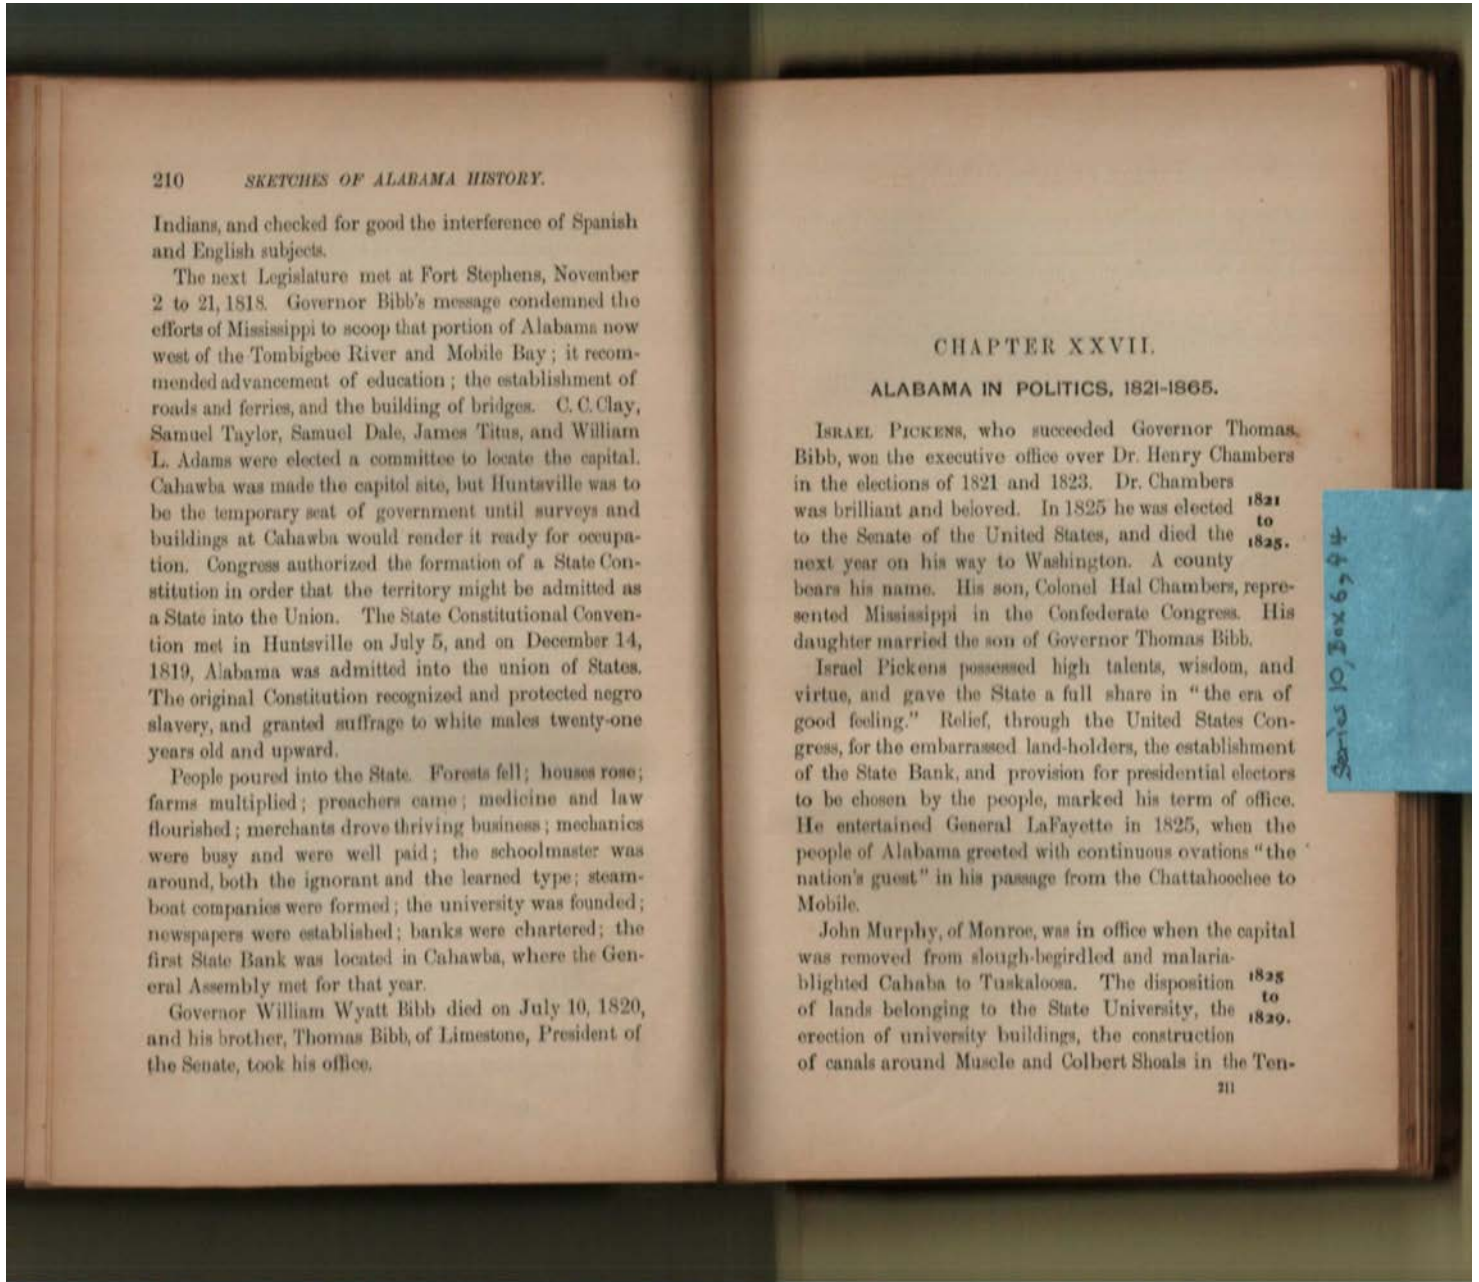 210 SKETCHES OF ALABAMA HISTORY.
Indians, and checked for good the interference of Spanish
and English subjects.
The next Legislature met at Fort Stephens, November
2 to 21, 1818. Governor Bibb's message condemned the
efforts of Mississippi to scoop that portion of Alabama now
west of the Tombigbee River and Mobile Bay; it recom-
mended advancement of education; the establishment of
roads and ferries, and the building of bridges. C. C. Clay,
Samuel Taylor, Samuel Dale, James Titus, and William
L. Adams were elected a committee to locate the capital.
Cahawba was made the capitol site, but Huntsville was to
be the temporary seat of government until surveys and
buildings at Cahawba would render it ready for occupa-
tion. Congress authorized the formation of a State Con-
stitution in order that the territory might be admitted as
a State into the Union. The State Constitutional Conven-
tion met in Huntsville on July 5, and on December 14,
1819, Alabama was admitted into the union of States.
The original Constitution recognized and protected negro
slavery, and granted suffrage to white males twenty-one
years old and upward.
People poured into the State. Forests fell; houses rose;
farms multiplied; preachers came; medicine and law
flourished; merchants drove thriving business; mechanics
were busy and were well paid; the schoolmaster was
around, both the ignorant and the learned type; steam-
boat companies were formed; the university was founded;
newspapers were established; banks were chartered; the
first State Bank was located in Cahawba, where the Gen-
eral Assembly met for that year.
Governor William Wyatt Bibb died on July 10, 1820,
and his brother, Thomas Bibb, of Limestone, President of
the Senate, took his office.
CHAPTER XXVII.
ALABAMA IN POLITICS, 1821-1865.
ISRAEL PICKENS, who succeeded Governor Thomas
Bibb, won the executive office over Dr. Henry Chambers
in the elections of 1821 and 1823. Dr. Chambers
was brilliant and beloved. In 1825 he was elected
to the Senate of the United States, and died the
next year on his way to Washington. A county
bears his name. His son, Colonel Hal Chambers, repre-
sented Mississippi in the Confederate Congress. His
daughter married the son of Governor Thomas Bibb.
1821
to
1825.
Israel Pickens possessed high talents, wisdom, and
virtue, and gave the State a full share in "the era of
good feeling." Relief, through the United States Con-
gress, for the embarrassed land-holders, the establishment
of the State Bank, and provision for presidential electors
to be chosen by the people, marked his term of office.
He entertained General LaFayette in 1825, when the
people of Alabama greeted with continuous ovations "the
nation's guest" in his passage from the Chattahoochee to
Mobile.
John Murphy, of Monroe, was in office when the capital
was removed from slough-begirdled and malaria-
blighted Cahaba to Tuskaloosa. The disposition
of lands belonging to the State University, the
erection of university buildings, the construction
of canals around Muscle and Colbert Shoals in the Ten-
1825
to
1829.
211
Series 10, Box 6, 94